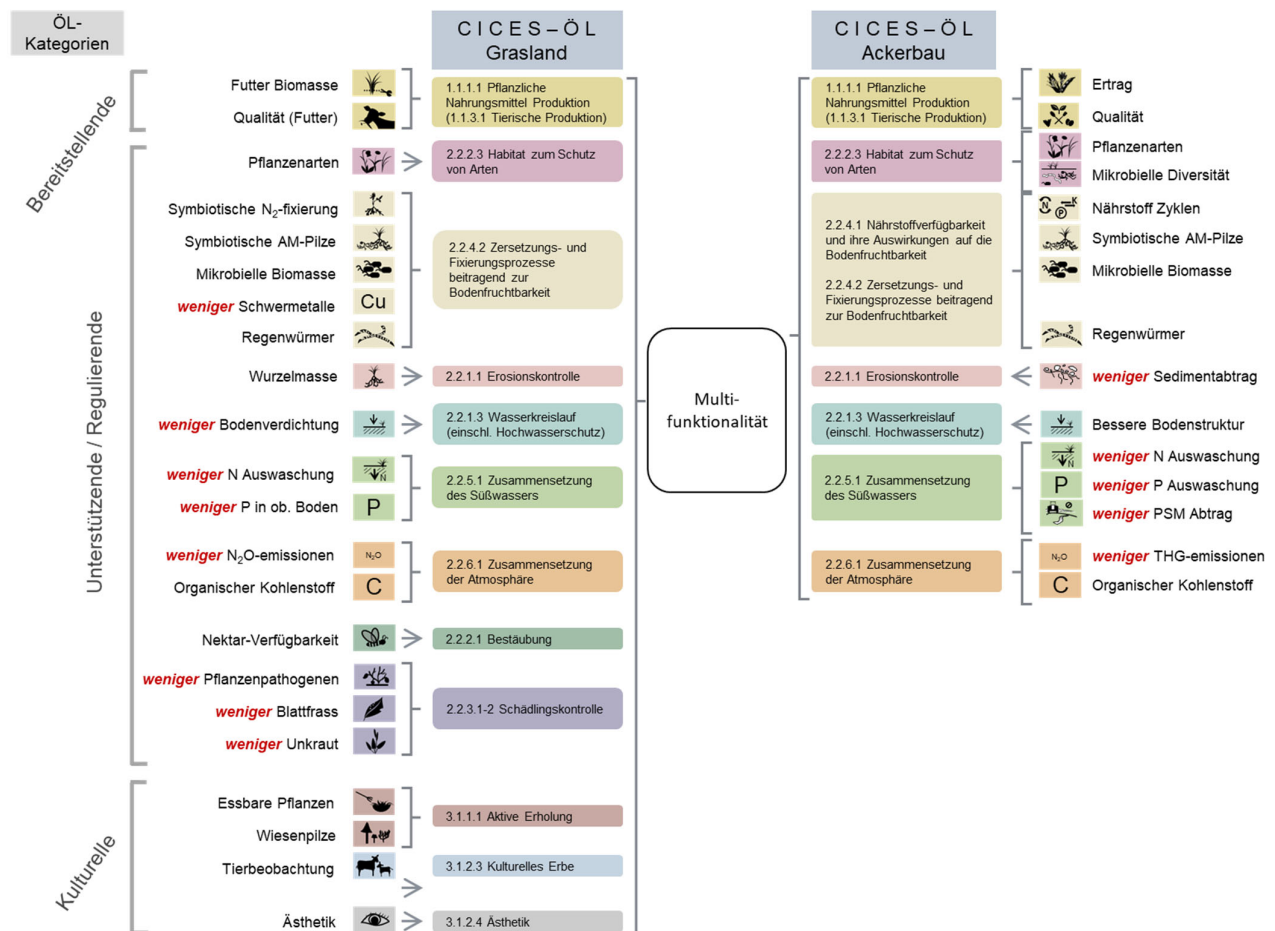 ÖL-
Kategorien
CICES–ÖL
Grasland
CICES–ÖL
Ackerbau
Bereitstellende
Futter Biomasse
Qualität (Futter)
1.1.1.1 Pflanzliche
Nahrungsmittel Produktion
(1.1.3.1 Tierische Produktion)
1.1.1.1 Pflanzliche
Nahrungsmittel Produktion
(1.1.3.1 Tierische Produktion)
Ertrag
Qualität
Unterstützende / Regulierende
Pflanzenarten
2.2.2.3 Habitat zum Schutz
von Arten
2.2.2.3 Habitat zum Schutz
von Arten
Pflanzenarten
Mikrobielle Diversität
Symbiotische N₂-fixierung
Symbiotische AM-Pilze
Mikrobielle Biomasse
weniger Schwermetalle
Cu
Regenwürmer
2.2.4.2 Zersetzungs- und
Fixierungsprozesse
beitragend zur
Bodenfruchtbarkeit
2.2.4.1 Nährstoffverfügbarkeit
und ihre Auswirkungen auf die
Bodenfruchtbarkeit
2.2.4.2 Zersetzungs- und
Fixierungsprozesse beitragend
zur Bodenfruchtbarkeit
N P K
Nährstoff Zyklen
Symbiotische AM-Pilze
Mikrobielle Biomasse
Regenwürmer
Multi-
funktionalität
Wurzelmasse
2.2.1.1 Erosionskontrolle
2.2.1.1 Erosionskontrolle
weniger Sedimentabtrag
weniger Bodenverdichtung
2.2.1.3 Wasserkreislauf
(einschl. Hochwasserschutz)
2.2.1.3 Wasserkreislauf
(einschl. Hochwasserschutz)
Bessere Bodenstruktur
weniger N Auswaschung
N
weniger P in ob. Boden
P
2.2.5.1 Zusammensetzung
des Süßwassers
2.2.5.1 Zusammensetzung
des Süßwassers
N
weniger N Auswaschung
P
weniger P Auswaschung
weniger PSM Abtrag
weniger N₂O-emissionen
N₂O
Organischer Kohlenstoff
C
2.2.6.1 Zusammensetzung
der Atmosphäre
2.2.6.1 Zusammensetzung
der Atmosphäre
N₂O
weniger THG-emissionen
C
Organischer Kohlenstoff
Nektar-Verfügbarkeit
2.2.2.1 Bestäubung
weniger Pflanzenpathogenen
weniger Blattfrass
weniger Unkraut
2.2.3.1-2 Schädlingskontrolle
Kulturelle
Essbare Pflanzen
Wiesenpilze
3.1.1.1 Aktive Erholung
Tierbeobachtung
3.1.2.3 Kulturelles Erbe
Ästhetik
3.1.2.4 Ästhetik